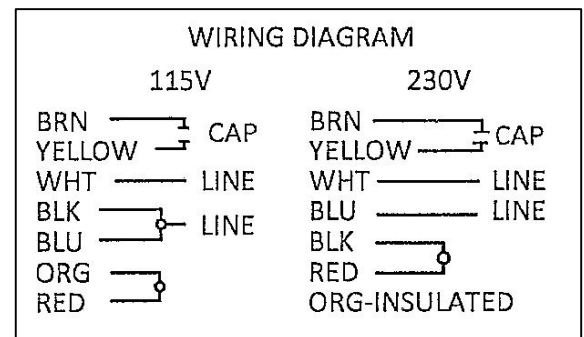 WIRING DIAGRAM
115V
BRN
CAP
YELLOW
WHT LINE
BLK
LINE
BLU
ORG
RED
230V
BRN
CAP
YELLOW
WHT LINE
BLU LINE
BLK
RED
ORG-INSULATED